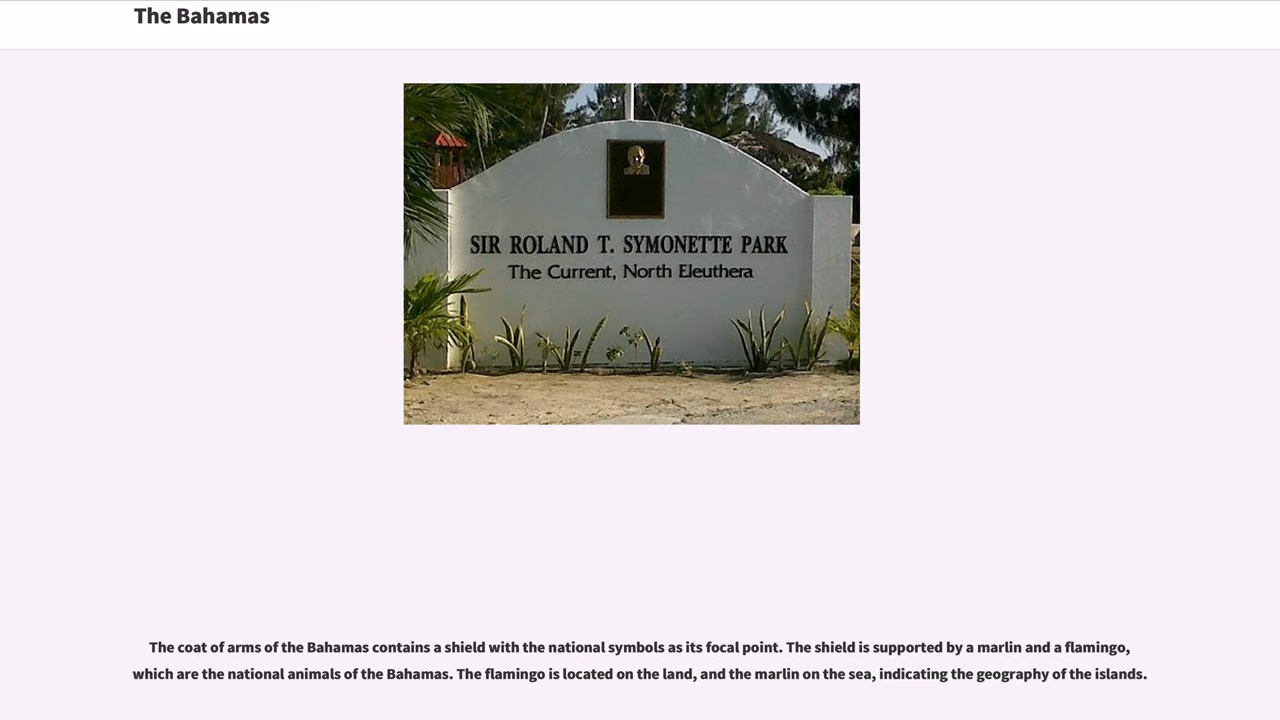 The Bahamas
SIR ROLAND T. SYMONETTE PARK
The Current, North Eleuthera
The coat of arms of the Bahamas contains a shield with the national symbols as its focal point. The shield is supported by a marlin and a flamingo,
which are the national animals of the Bahamas. The flamingo is located on the land, and the marlin on the sea, indicating the geography of the islands.